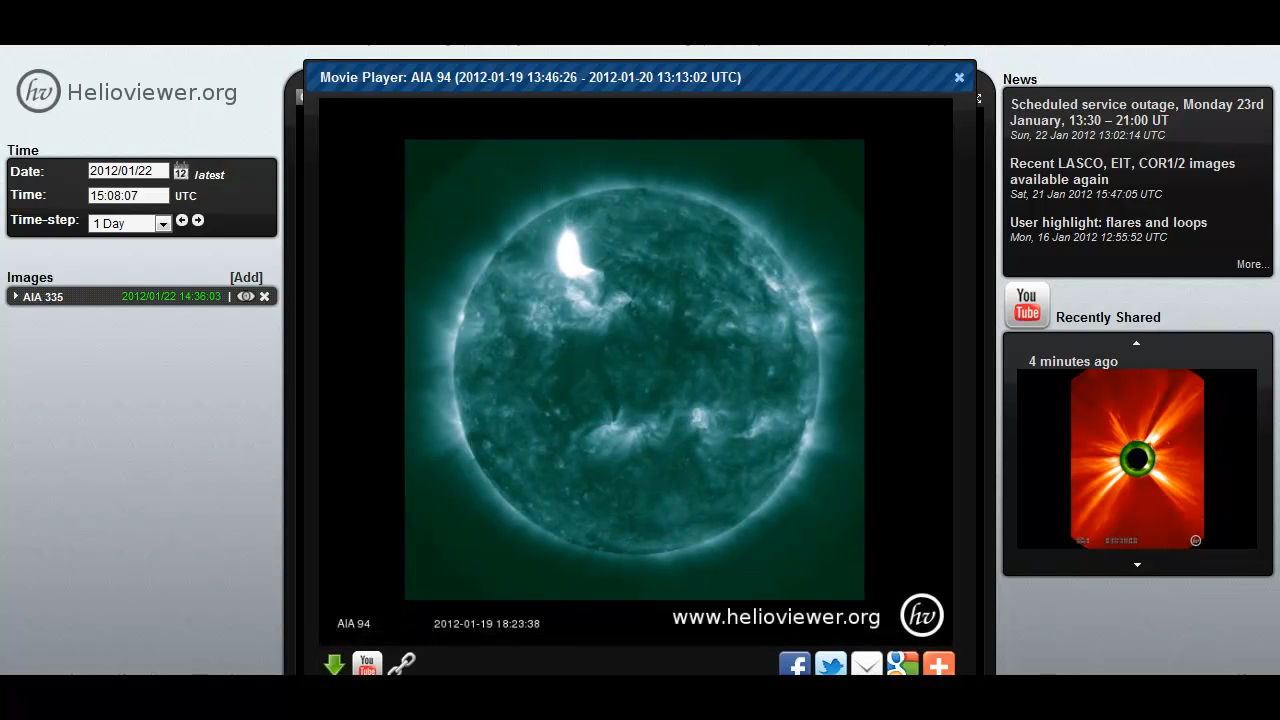 hv Helioviewer.org
Time
Date: 2012/01/22 12 latest
Time: 15:08:07 UTC
Time-step: 1 Day
Images [Add]
AIA 335 2012/01/22 14:36:03 |
Movie Player: AIA 94 (2012-01-19 13:46:26 - 2012-01-20 13:13:02 UTC)
www.helioviewer.org hv
AIA 94 2012-01-19 18:23:38
You Tube
News
Scheduled service outage, Monday 23rd
January, 13:30 – 21:00 UT
Sun, 22 Jan 2012 13:02:14 UTC
Recent LASCO, EIT, COR1/2 images
available again
Sat, 21 Jan 2012 15:47:05 UTC
User highlight: flares and loops
Mon, 16 Jan 2012 12:55:52 UTC
More...
You Tube Recently Shared
4 minutes ago